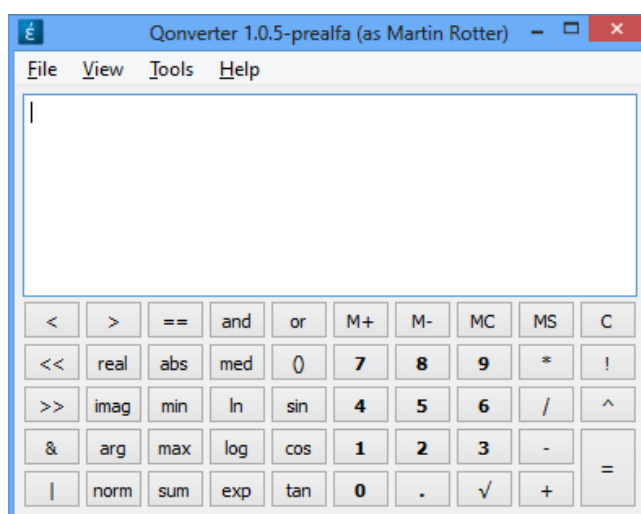 έ Qonverter 1.0.5-prealfa (as Martin Rotter)
File View Tools Help
< > == and or M+ M- MC MS C
<< real abs med () 7 8 9 * !
>> imag min ln sin 4 5 6 / ^
& arg max log cos 1 2 3 - =
| norm sum exp tan 0 . √ +